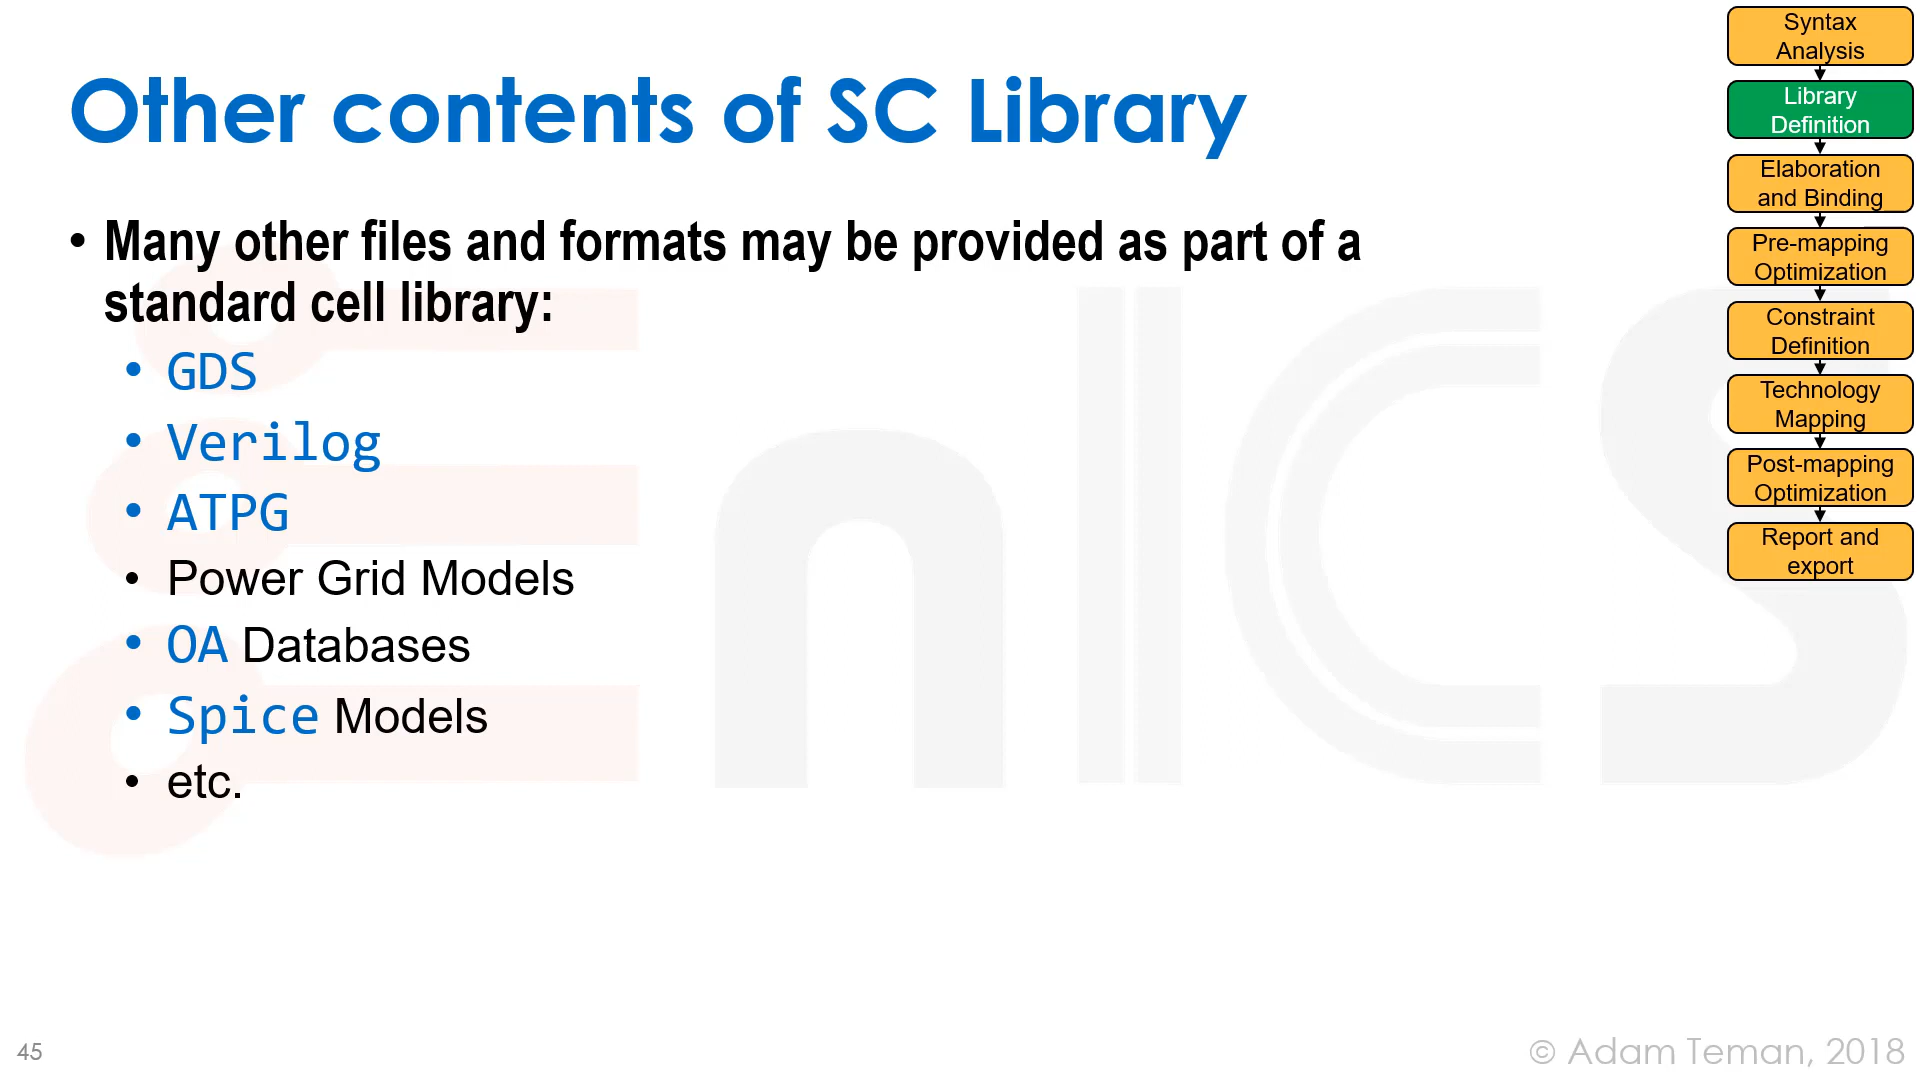 Other contents of SC Library
• Many other files and formats may be provided as part of a
standard cell library:
• GDS
• Verilog
• ATPG
• Power Grid Models
• OA Databases
• Spice Models
• etc.
Syntax
Analysis
Library
Definition
Elaboration
and Binding
Pre-mapping
Optimization
Constraint
Definition
Technology
Mapping
Post-mapping
Optimization
Report and
export
EnICS
45
© Adam Teman, 2018